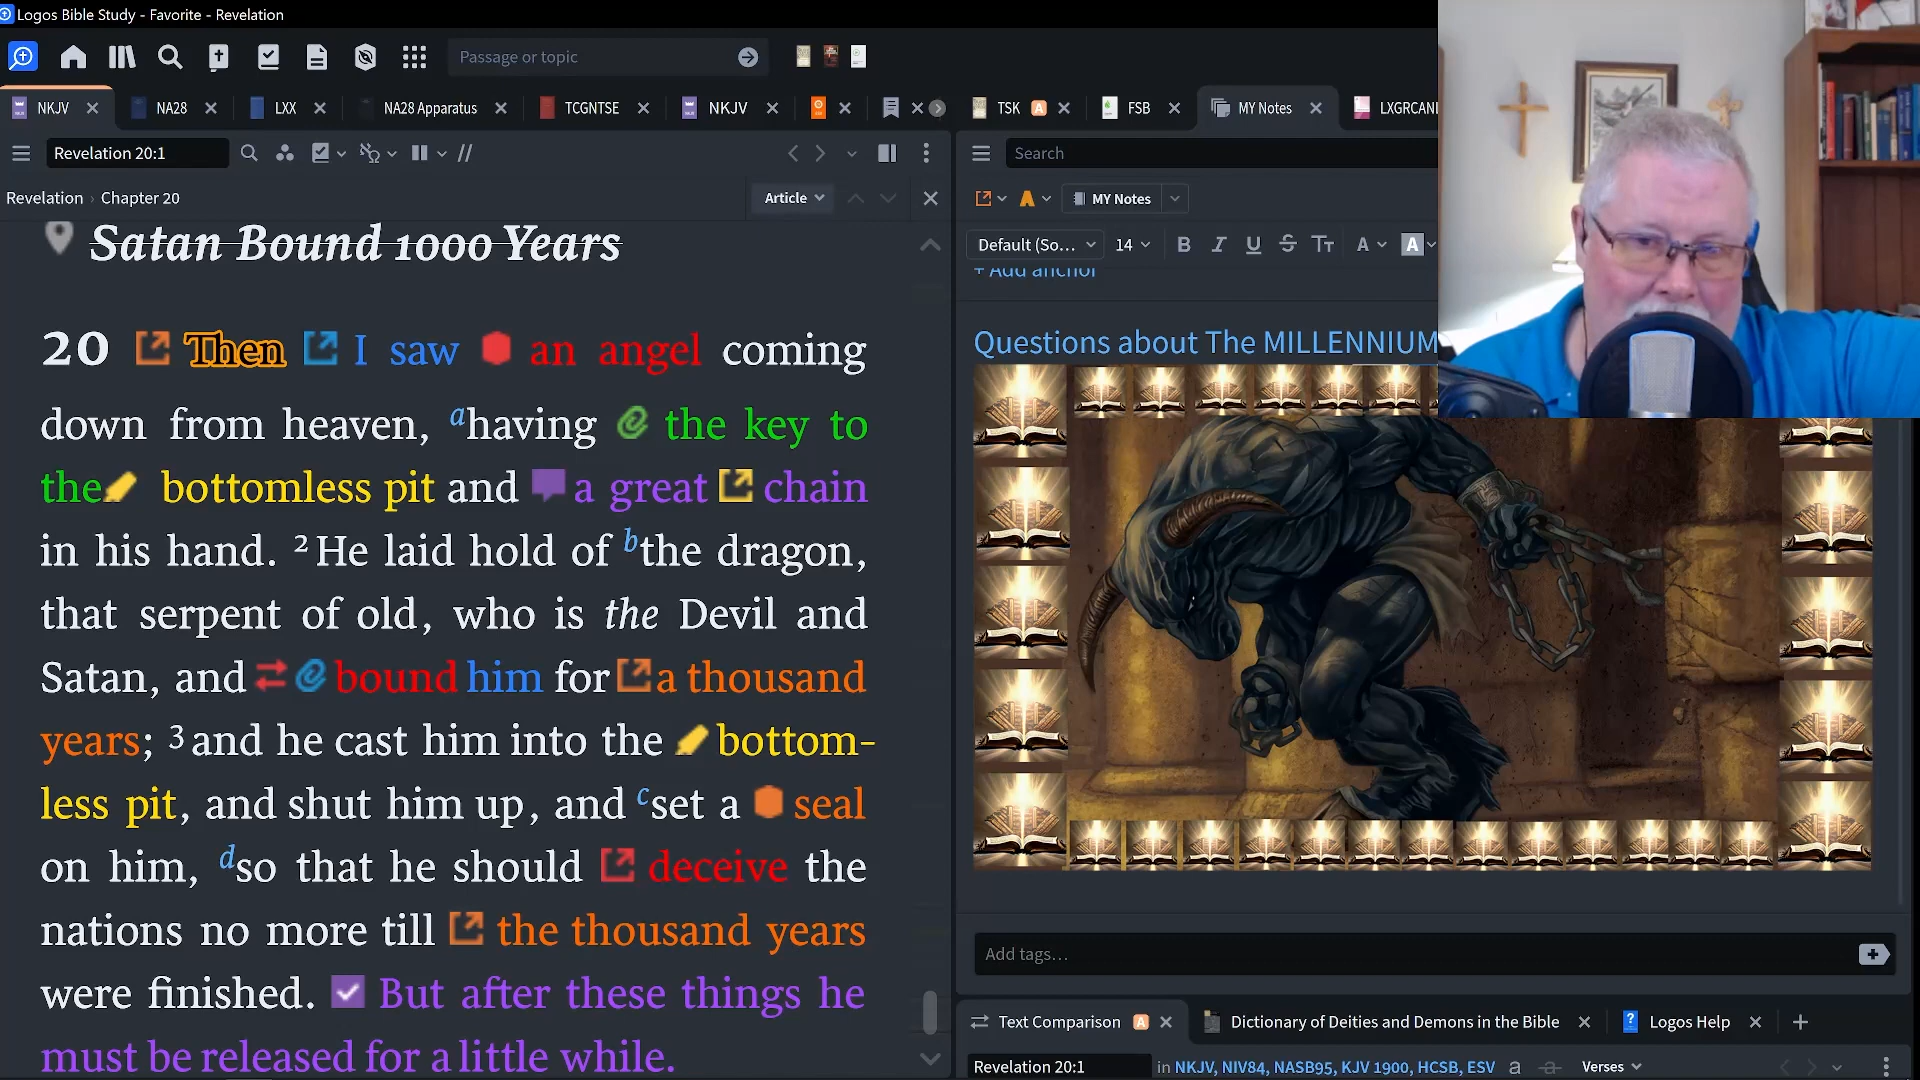 Logos Bible Study - Favorite - Revelation
Passage or topic
NKJV
NA28
LXX
NA28 Apparatus
TCGNTSE
NKJV
TSK A
FSB
MY Notes
LXGRCANI
Revelation 20:1
Search
Revelation › Chapter 20
Article
MY Notes
Default (So...
14
B I U S Tт A A
+ Add anchor
Satan Bound 1000 Years
20 Then I saw an angel coming
down from heaven, ahaving the key to
the bottomless pit and a great chain
in his hand. 2 He laid hold of bthe dragon,
that serpent of old, who is the Devil and
Satan, and bound him for a thousand
years; 3 and he cast him into the bottom-
less pit, and shut him up, and cset a seal
on him, dso that he should deceive the
nations no more till the thousand years
were finished. But after these things he
must be released for a little while.
Questions about The MILLENNIUM
Add tags...
Text Comparison A
Dictionary of Deities and Demons in the Bible
Logos Help
Revelation 20:1
in NKJV, NIV84, NASB95, KJV 1900, HCSB, ESV a a Verses